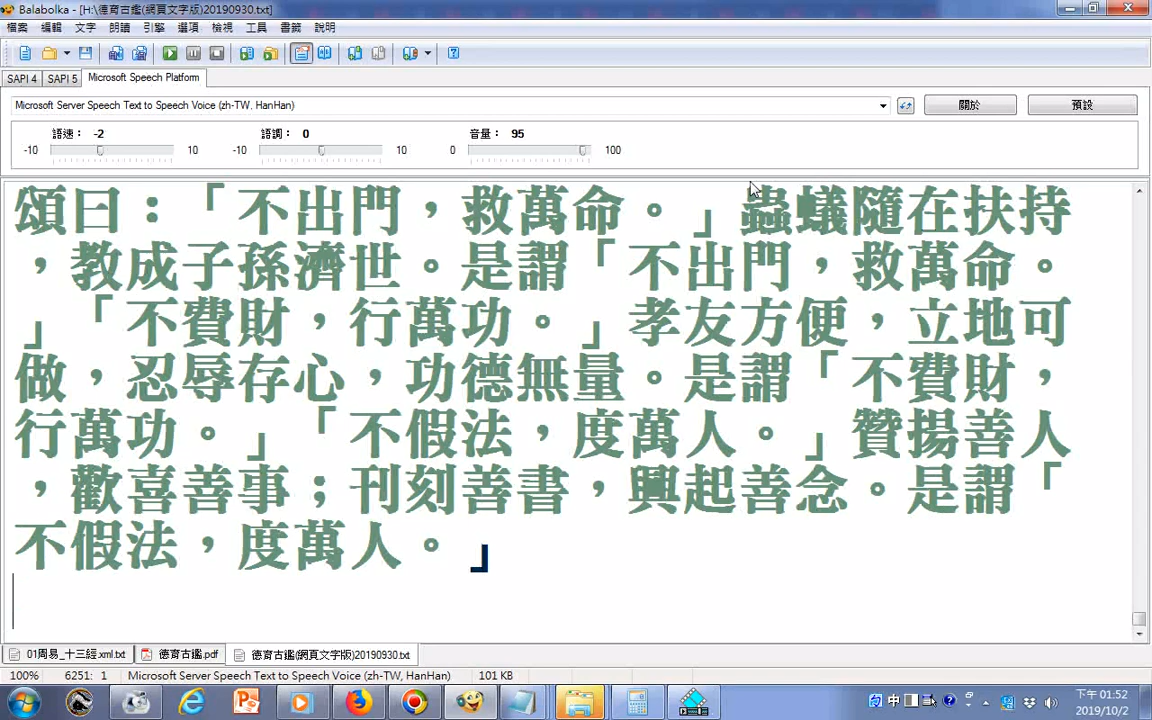 Balabolka - [H:\德育古鑑(網頁文字版)20190930.txt]
檔案 編輯 文字 朗讀 引擎 選項 檢視 工具 書籤 說明
SAPI 4 SAPI 5 Microsoft Speech Platform
Microsoft Server Speech Text to Speech Voice (zh-TW, HanHan) 關於 預設
語速： -2 語調： 0 音量： 95
-10 10 -10 10 0 100
頌曰：「不出門，救萬命。」蟲蟻隨在扶持
，教成子孫濟世。是謂「不出門，救萬命。
」「不費財，行萬功。」孝友方便，立地可
做，忍辱存心，功德無量。是謂「不費財，
行萬功。」「不假法，度萬人。」贊揚善人
，歡喜善事；刊刻善書，興起善念。是謂「
不假法，度萬人。」
01周易_十三經.xml.txt 德育古鑑.pdf 德育古鑑(網頁文字版)20190930.txt
100% 6251: 1 Microsoft Server Speech Text to Speech Voice (zh-TW, HanHan) 101 KB
中 下午 01:52
2019/10/2